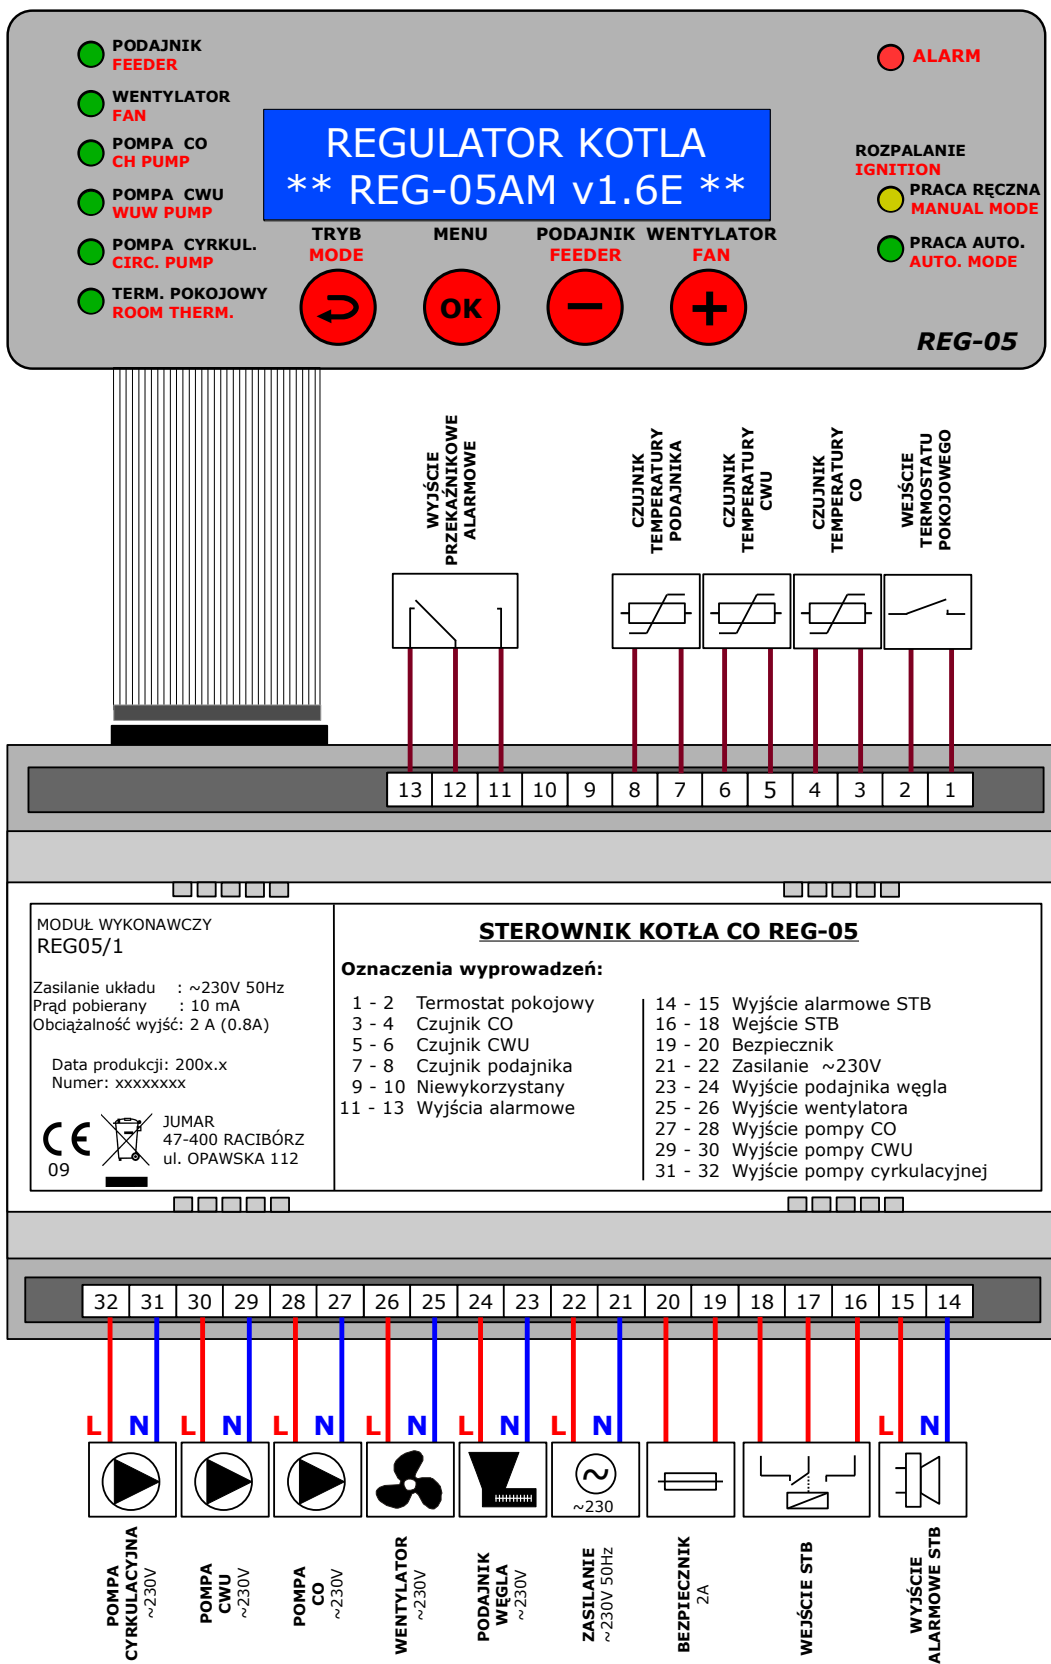 PODAJNIK
FEEDER
WENTYLATOR
FAN
POMPA CO
CH PUMP
POMPA CWU
WUW PUMP
POMPA CYRKUL.
CIRC. PUMP
TERM. POKOJOWY
ROOM THERM.
REGULATOR KOTLA
** REG-05AM v1.6E **
TRYB
MODE
MENU
PODAJNIK
FEEDER
WENTYLATOR
FAN
OK
ALARM
ROZPALANIE
IGNITION
PRACA RĘCZNA
MANUAL MODE
PRACA AUTO.
AUTO. MODE
REG-05
WYJŚCIE
PRZEKAŹNIKOWE
ALARMOWE
CZUJNIK
TEMPERATURY
PODAJNIKA
CZUJNIK
TEMPERATURY
CWU
CZUJNIK
TEMPERATURY
CO
WEJŚCIE
TERMOSTATU
POKOJOWEGO
13 12 11 10 9 8 7 6 5 4 3 2 1
MODUŁ WYKONAWCZY
REG05/1
Zasilanie układu : ~230V 50Hz
Prąd pobierany : 10 mA
Obciążalność wyjść: 2 A (0.8A)
Data produkcji: 200x.x
Numer: xxxxxxxx
CE
09
JUMAR
47-400 RACIBÓRZ
ul. OPAWSKA 112
STEROWNIK KOTŁA CO REG-05
Oznaczenia wyprowadzeń:
1 - 2 Termostat pokojowy
3 - 4 Czujnik CO
5 - 6 Czujnik CWU
7 - 8 Czujnik podajnika
9 - 10 Niewykorzystany
11 - 13 Wyjścia alarmowe
14 - 15 Wyjście alarmowe STB
16 - 18 Wejście STB
19 - 20 Bezpiecznik
21 - 22 Zasilanie ~230V
23 - 24 Wyjście podajnika węgla
25 - 26 Wyjście wentylatora
27 - 28 Wyjście pompy CO
29 - 30 Wyjście pompy CWU
31 - 32 Wyjście pompy cyrkulacyjnej
32 31 30 29 28 27 26 25 24 23 22 21 20 19 18 17 16 15 14
L N L N L N L N L N L N L N
~230
POMPA
CYRKULACYJNA
~230V
POMPA
CWU
~230V
POMPA
CO
~230V
WENTYLATOR
~230V
PODAJNIK
WĘGLA
~230V
ZASILANIE
~230V 50Hz
BEZPIECZNIK
2A
WEJŚCIE STB
WYJŚCIE
ALARMOWE STB